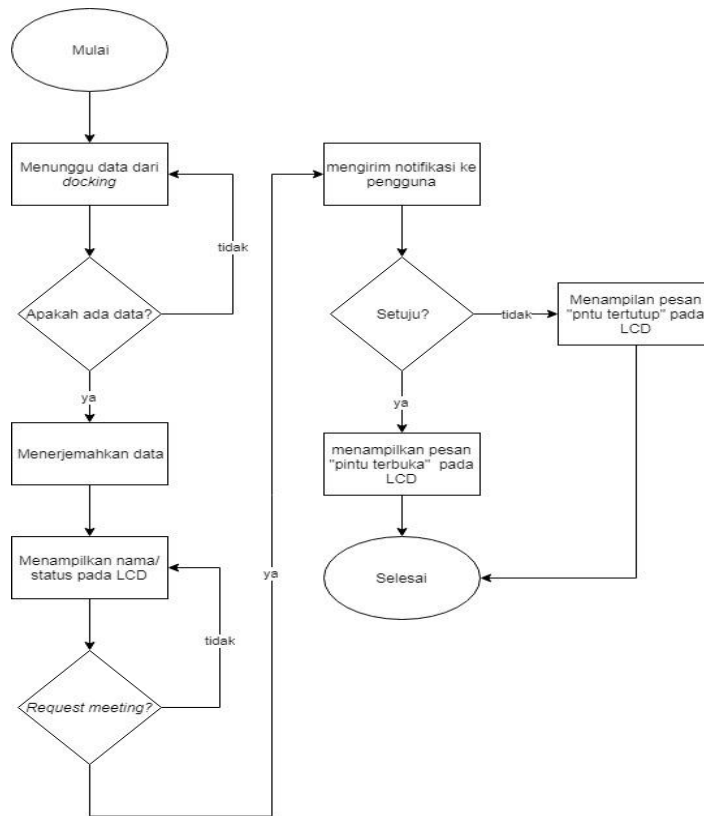 Mulai
Menunggu data dari
docking
tidak
Apakah ada data?
ya
Menerjemahkan data
Menampilkan nama/
status pada LCD
tidak
Request meeting?
ya
mengirim notifikasi ke
pengguna
Setuju?
tidak
Menampilan pesan
"pntu tertutup" pada
LCD
ya
menampilkan pesan
"pintu terbuka" pada
LCD
Selesai